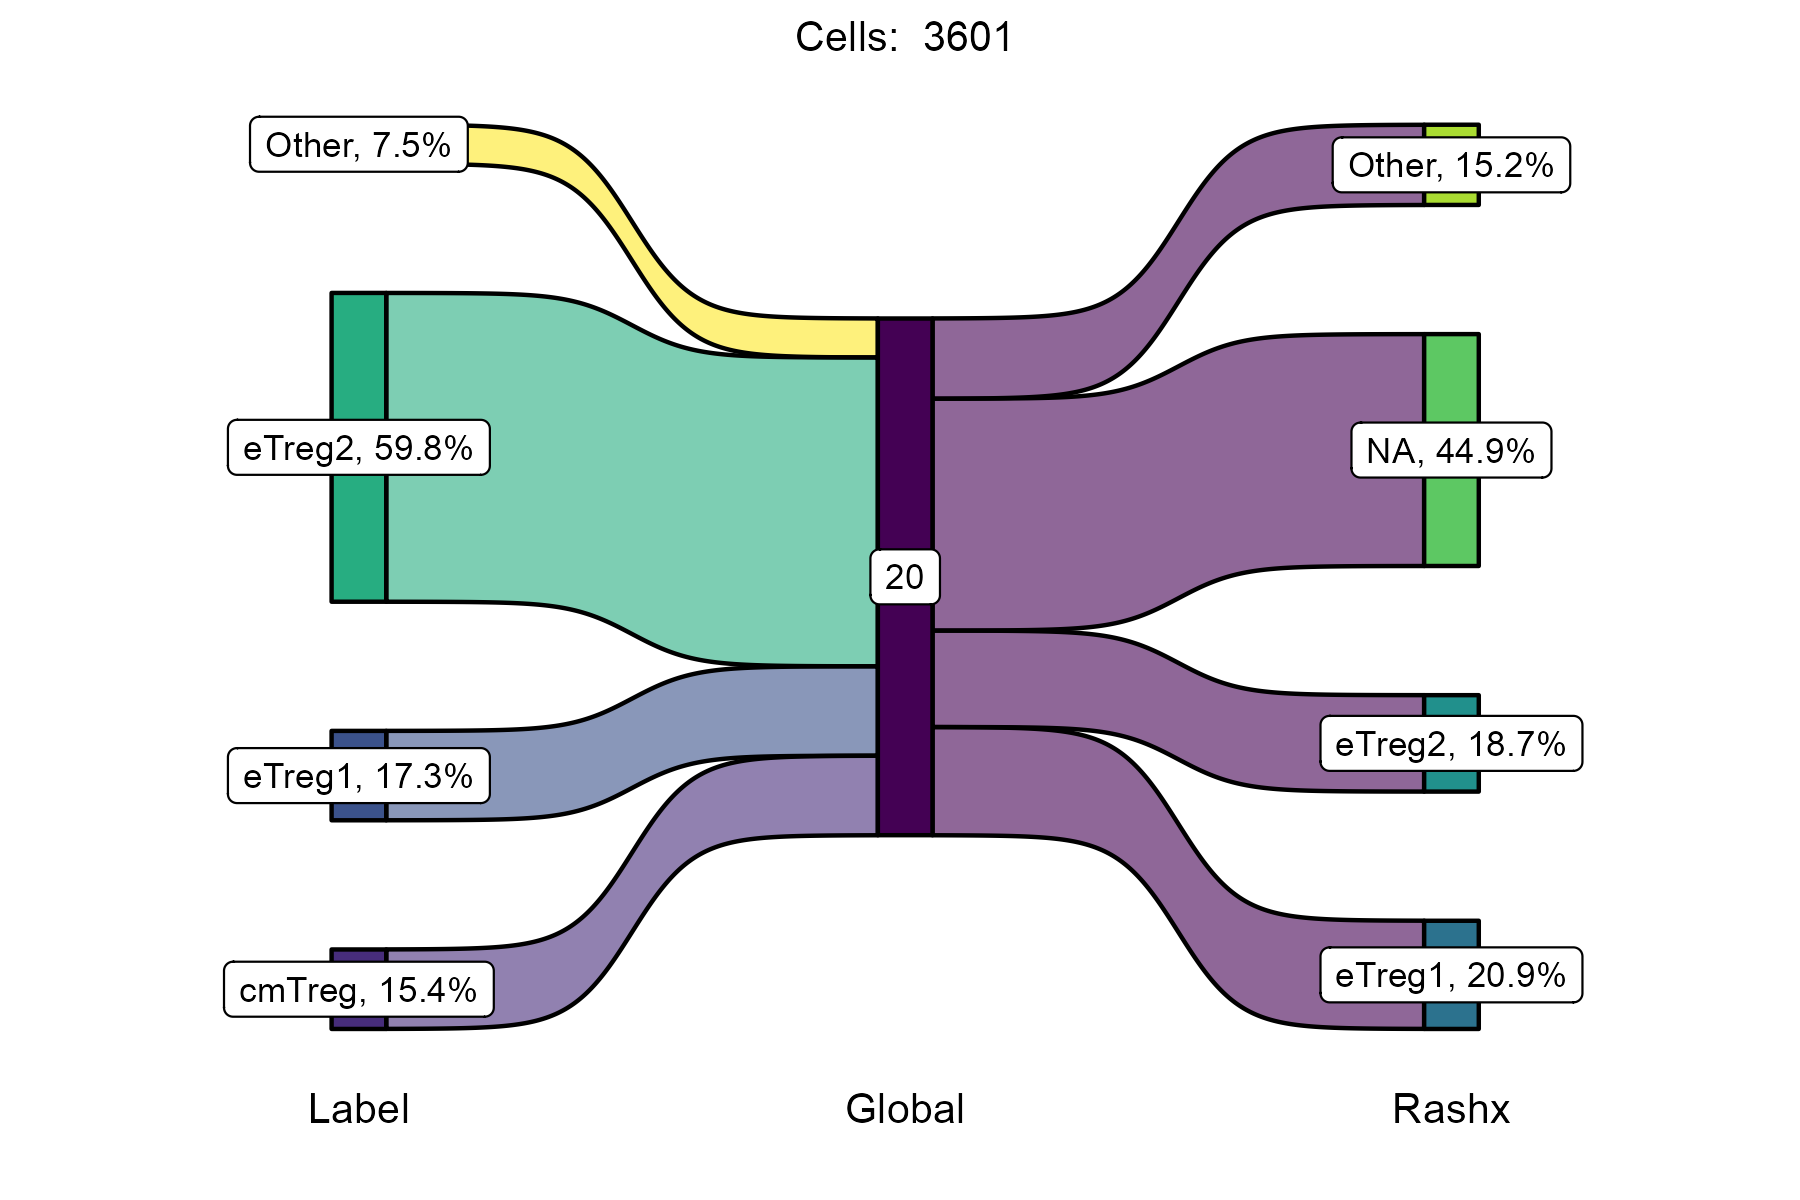 Cells:  3601
Other, 7.5%
eTreg2, 59.8%
eTreg1, 17.3%
cmTreg, 15.4%
20
Other, 15.2%
NA, 44.9%
eTreg2, 18.7%
eTreg1, 20.9%
Label
Global
Rashx